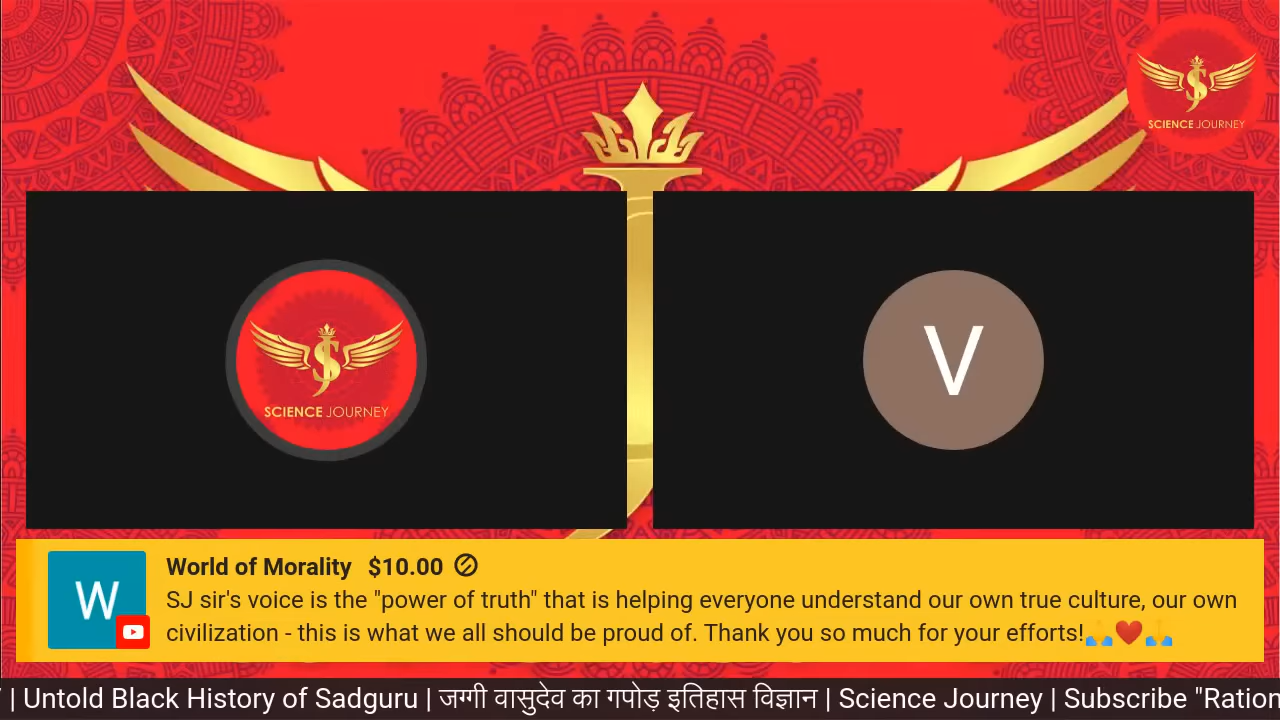 SCIENCE JOURNEY
SCIENCE JOURNEY
V
W
World of Morality $10.00
SJ sir's voice is the "power of truth" that is helping everyone understand our own true culture, our own
civilization - this is what we all should be proud of. Thank you so much for your efforts!🙏❤️🙏
| Untold Black History of Sadguru | जग्गी वासुदेव का गपोड़ इतिहास विज्ञान | Science Journey | Subscribe "Ration